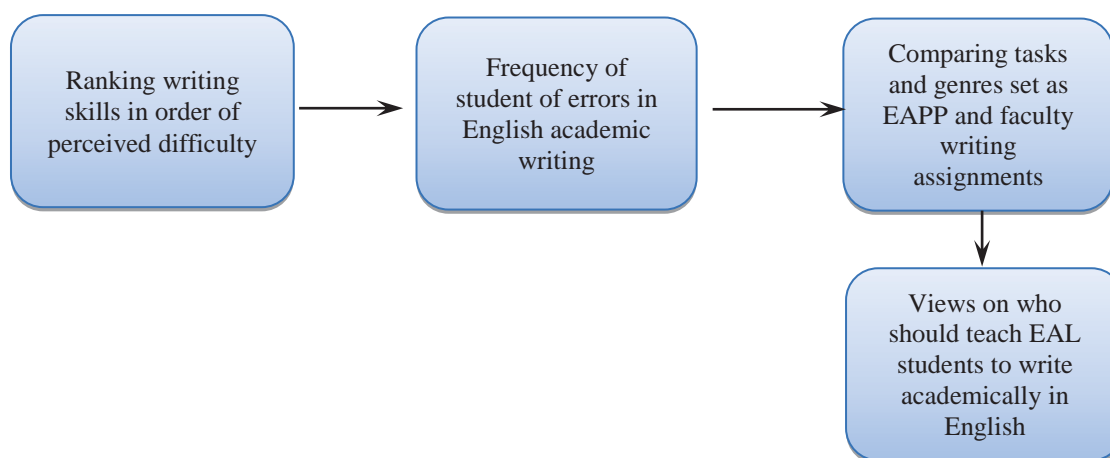 Ranking writing
skills in order of
perceived difficulty
Frequency of
student of errors in
English academic
writing
Comparing tasks
and genres set as
EAPP and faculty
writing
assignments
Views on who
should teach EAL
students to write
academically in
English